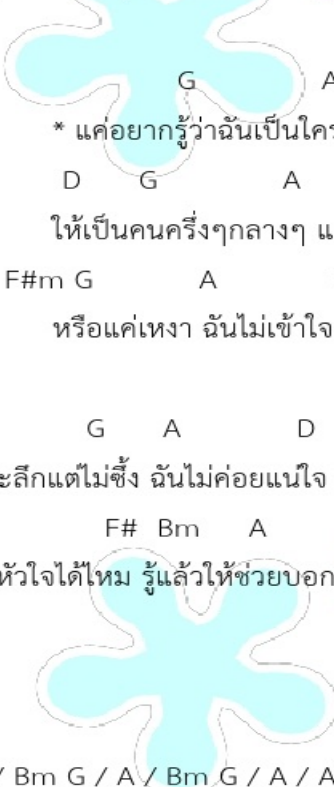 G A
* แค่อยากรู้ว่าฉันเป็นใคร
D G A
ให้เป็นคนครึ่งๆกลางๆ แ
F#m G A
หรือแค่เหงา ฉันไม่เข้าใจ
G A D
ะลึกแต่ไม่ซึ้ง ฉันไม่ค่อยแน่ใจ
F# Bm A
หัวใจได้ไหม รู้แล้วให้ช่วยบอก
/ Bm G / A / Bm G / A / A